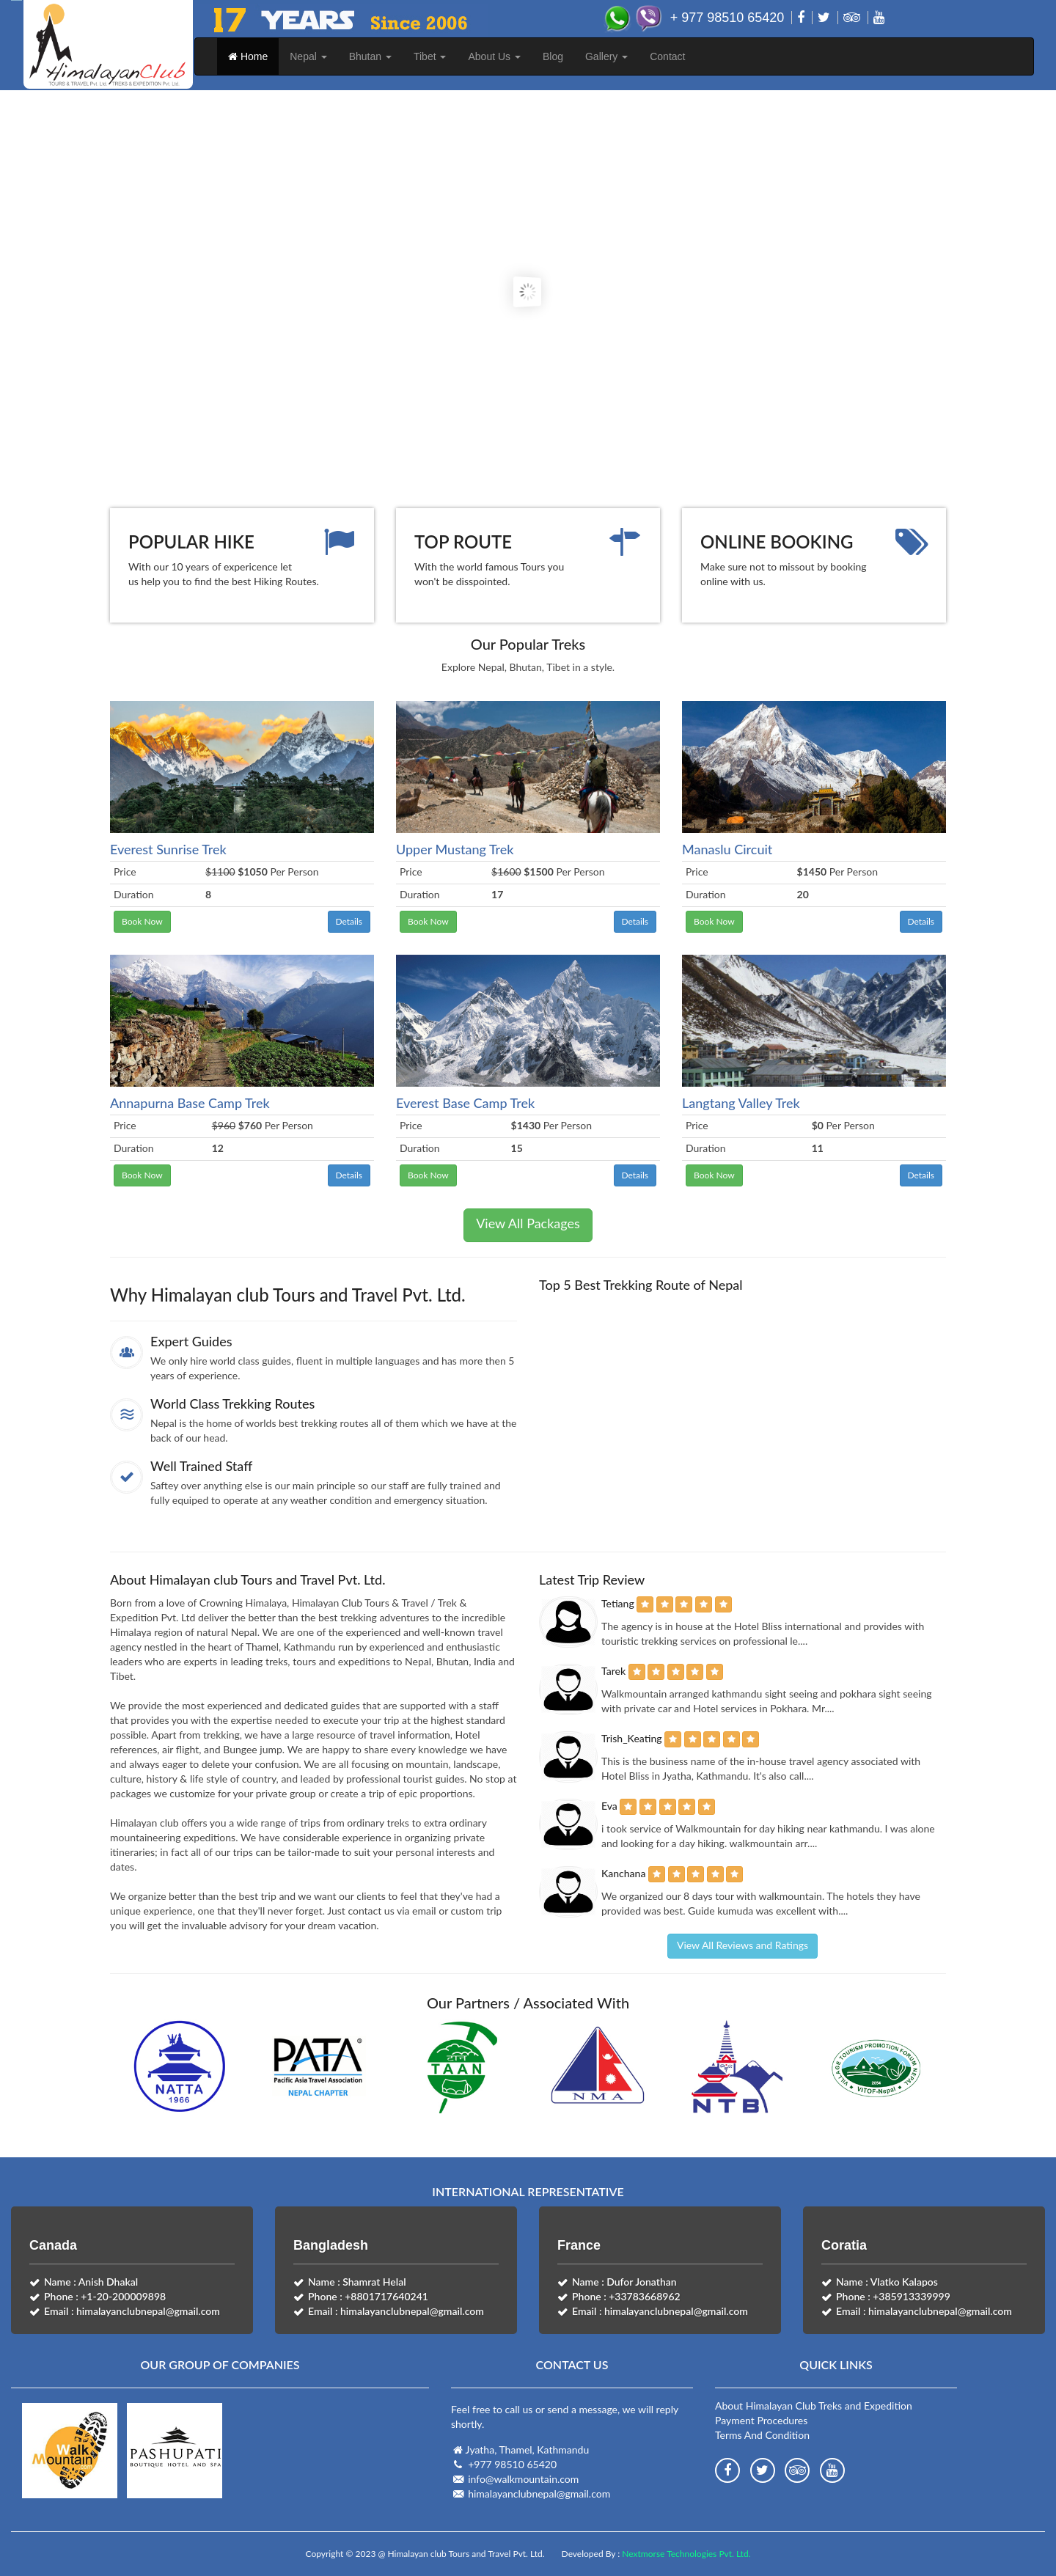 HimalayanClub
TOURS & TRAVEL Pvt. Ltd. TREKS & EXPEDITION Pvt. Ltd
17 YEARS Since 2006
+ 977 98510 65420
Home Nepal Bhutan Tibet About Us Blog Gallery Contact
POPULAR HIKE
With our 10 years of expericence let
us help you to find the best Hiking Routes.
TOP ROUTE
With the world famous Tours you
won't be disspointed.
ONLINE BOOKING
Make sure not to missout by booking
online with us.
Our Popular Treks
Explore Nepal, Bhutan, Tibet in a style.
Everest Sunrise Trek
Price $1100 $1050 Per Person
Duration 8
Book Now Details
Upper Mustang Trek
Price $1600 $1500 Per Person
Duration 17
Book Now Details
Manaslu Circuit
Price $1450 Per Person
Duration 20
Book Now Details
Annapurna Base Camp Trek
Price $960 $760 Per Person
Duration 12
Book Now Details
Everest Base Camp Trek
Price $1430 Per Person
Duration 15
Book Now Details
Langtang Valley Trek
Price $0 Per Person
Duration 11
Book Now Details
View All Packages
Why Himalayan club Tours and Travel Pvt. Ltd.
Expert Guides
We only hire world class guides, fluent in multiple languages and has more then 5
years of experience.
World Class Trekking Routes
Nepal is the home of worlds best trekking routes all of them which we have at the
back of our head.
Well Trained Staff
Saftey over anything else is our main principle so our staff are fully trained and
fully equiped to operate at any weather condition and emergency situation.
Top 5 Best Trekking Route of Nepal
About Himalayan club Tours and Travel Pvt. Ltd.
Born from a love of Crowning Himalaya, Himalayan Club Tours & Travel / Trek &
Expedition Pvt. Ltd deliver the better than the best trekking adventures to the incredible
Himalaya region of natural Nepal. We are one of the experienced and well-known travel
agency nestled in the heart of Thamel, Kathmandu run by experienced and enthusiastic
leaders who are experts in leading treks, tours and expeditions to Nepal, Bhutan, India and
Tibet.
We provide the most experienced and dedicated guides that are supported with a staff
that provides you with the expertise needed to execute your trip at the highest standard
possible. Apart from trekking, we have a large resource of travel information, Hotel
references, air flight, and Bungee jump. We are happy to share every knowledge we have
and always eager to delete your confusion. We are all focusing on mountain, landscape,
culture, history & life style of country, and leaded by professional tourist guides. No stop at
packages we customize for your private group or create a trip of epic proportions.
Himalayan club offers you a wide range of trips from ordinary treks to extra ordinary
mountaineering expeditions. We have considerable experience in organizing private
itineraries; in fact all of our trips can be tailor-made to suit your personal interests and
dates.
We organize better than the best trip and we want our clients to feel that they've had a
unique experience, one that they'll never forget. Just contact us via email or custom trip
you will get the invaluable advisory for your dream vacation.
Latest Trip Review
Tetiang
The agency is in house at the Hotel Bliss international and provides with
touristic trekking services on professional le....
Tarek
Walkmountain arranged kathmandu sight seeing and pokhara sight seeing
with private car and Hotel services in Pokhara. Mr....
Trish_Keating
This is the business name of the in-house travel agency associated with
Hotel Bliss in Jyatha, Kathmandu. It's also call....
Eva
i took service of Walkmountain for day hiking near kathmandu. I was alone
and looking for a day hiking. walkmountain arr....
Kanchana
We organized our 8 days tour with walkmountain. The hotels they have
provided was best. Guide kumuda was excellent with....
View All Reviews and Ratings
Our Partners / Associated With
NATTA
1966
PATA®
Pacific Asia Travel Association
NEPAL CHAPTER
TAAN
NMA
NTB
VILLAGE TOURISM PROMOTION FORUM NEPAL
VITOF-Nepal
INTERNATIONAL REPRESENTATIVE
Canada
Name : Anish Dhakal
Phone : +1-20-200009898
Email : himalayanclubnepal@gmail.com
Bangladesh
Name : Shamrat Helal
Phone : +8801717640241
Email : himalayanclubnepal@gmail.com
France
Name : Dufor Jonathan
Phone : +33783668962
Email : himalayanclubnepal@gmail.com
Coratia
Name : Vlatko Kalapos
Phone : +385913339999
Email : himalayanclubnepal@gmail.com
OUR GROUP OF COMPANIES
Walk
Mountain
PASHUPATI
BOUTIQUE HOTEL AND SPA
CONTACT US
Feel free to call us or send a message, we will reply
shortly.
Jyatha, Thamel, Kathmandu
+977 98510 65420
info@walkmountain.com
himalayanclubnepal@gmail.com
QUICK LINKS
About Himalayan Club Treks and Expedition
Payment Procedures
Terms And Condition
Copyright © 2023 @ Himalayan club Tours and Travel Pvt. Ltd. Developed By : Nextmorse Technologies Pvt. Ltd.